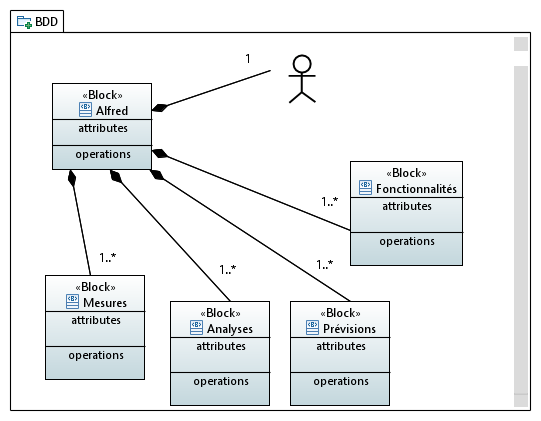 BDD
1
«Block»
Alfred
attributes
operations
«Block»
Fonctionnalités
attributes
operations
1..*
1..*
1..*
1..*
«Block»
Mesures
attributes
operations
«Block»
Analyses
attributes
operations
«Block»
Prévisions
attributes
operations